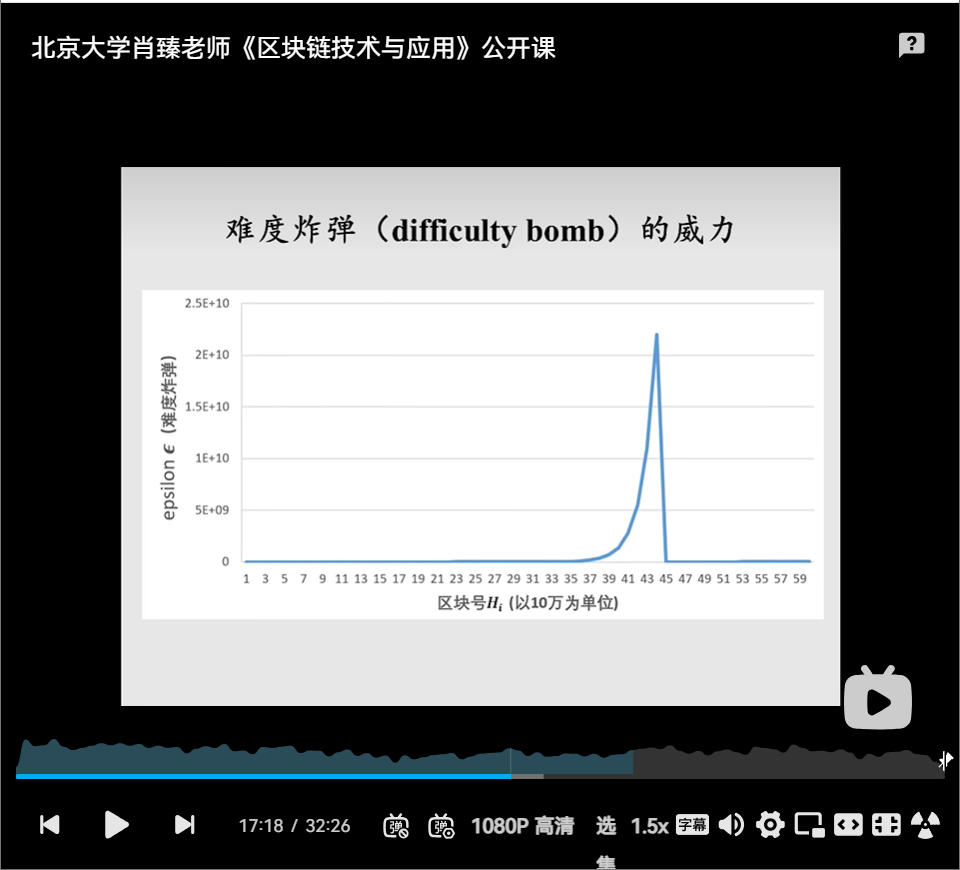 北京大学肖臻老师《区块链技术与应用》公开课
难度炸弹（difficulty bomb）的威力
2.5E+10
2E+10
1.5E+10
1E+10
5E+09
0
epsilon ϵ (难度炸弹)
1 3 5 7 9 11 13 15 17 19 21 23 25 27 29 31 33 35 37 39 41 43 45 47 49 51 53 55 57 59
区块号Hᵢ (以10万为单位)
17:18 / 32:26 弹 弹 1080P 高清 选集 1.5x 字幕